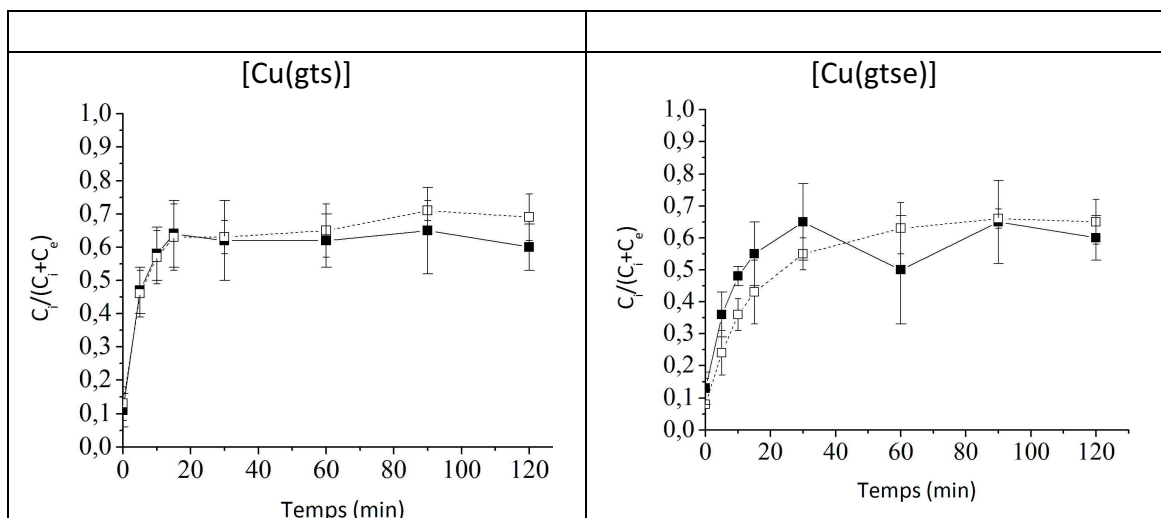 [Cu(gts)]
1,0
0,9
0,8
0,7
0,6
0,5
0,4
0,3
0,2
0,1
0,0
C_i/(C_i+C_e)
0 20 40 60 80 100 120
Temps (min)
[Cu(gtse)]
1,0
0,9
0,8
0,7
0,6
0,5
0,4
0,3
0,2
0,1
0,0
C_i/(C_i+C_e)
0 20 40 60 80 100 120
Temps (min)